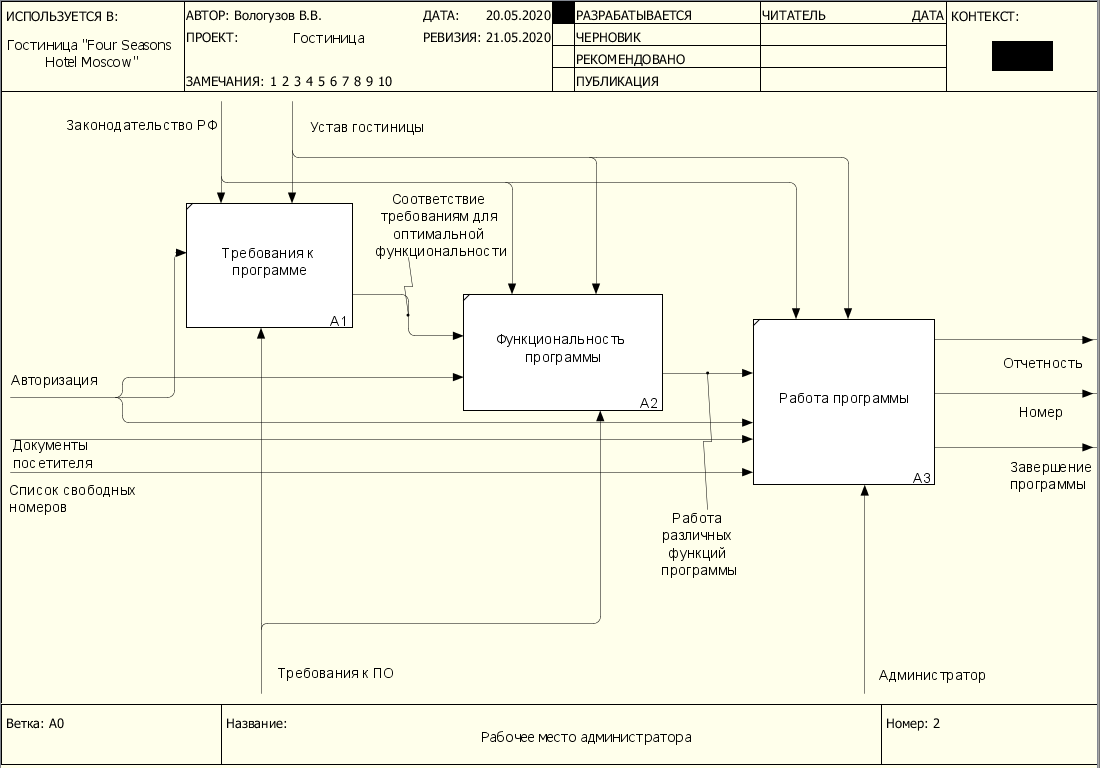 ИСПОЛЬЗУЕТСЯ В:
Гостиница "Four Seasons
Hotel Moscow"
АВТОР: Вологузов В.В.
ДАТА: 20.05.2020
ПРОЕКТ: Гостиница
РЕВИЗИЯ: 21.05.2020
ЗАМЕЧАНИЯ: 1 2 3 4 5 6 7 8 9 10
РАЗРАБАТЫВАЕТСЯ
ЧЕРНОВИК
РЕКОМЕНДОВАНО
ПУБЛИКАЦИЯ
ЧИТАТЕЛЬ
ДАТА
КОНТЕКСТ:
Законодательство РФ
Устав гостиницы
Соответствие
требованиям для
оптимальной
функциональности
Требования к
программе
A1
Функциональность
программы
A2
Работа программы
A3
Авторизация
Документы
посетителя
Список свободных
номеров
Отчетность
Номер
Завершение
программы
Работа
различных
функций
программы
Требования к ПО
Администратор
Ветка: A0
Название:
Рабочее место администратора
Номер: 2